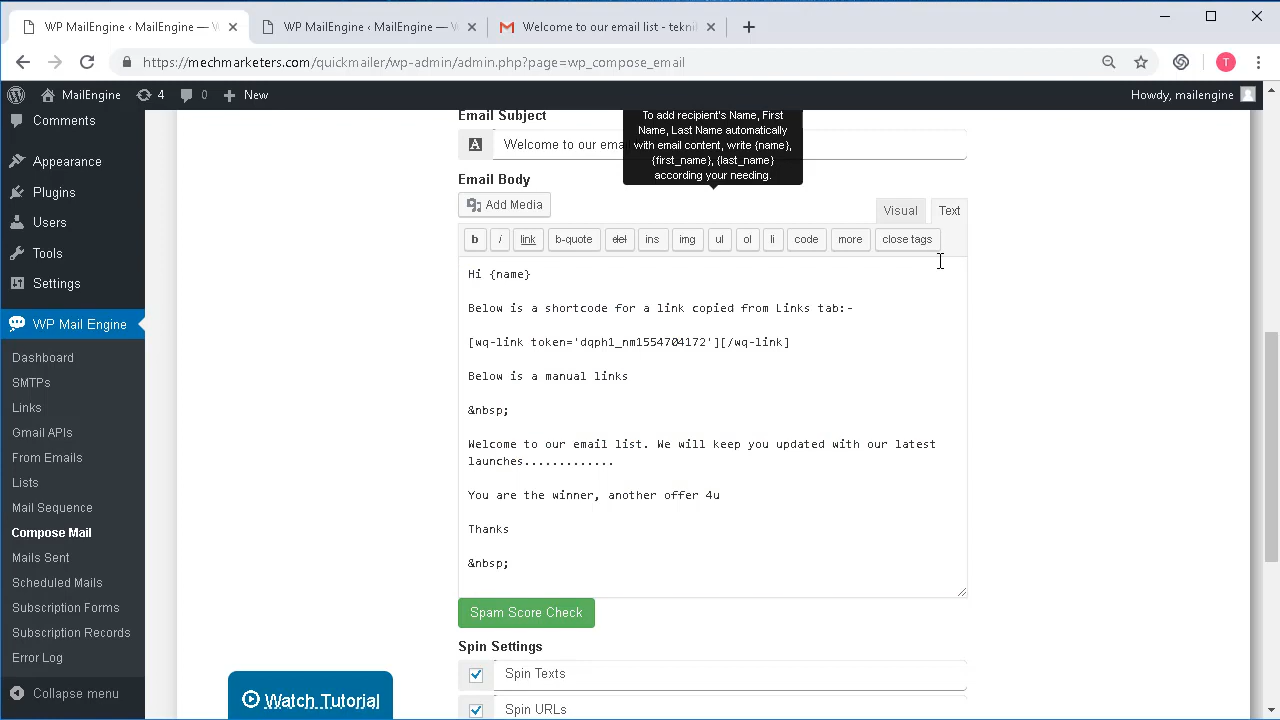 WP MailEngine ‹ MailEngine — V
WP MailEngine ‹ MailEngine — V
Welcome to our email list - tekni
https://mechmarketers.com/quickmailer/wp-admin/admin.php?page=wp_compose_email
T
MailEngine
4
0
New
Howdy, mailengine
Comments
Appearance
Plugins
Users
Tools
Settings
WP Mail Engine
Dashboard
SMTPs
Links
Gmail APIs
From Emails
Lists
Mail Sequence
Compose Mail
Mails Sent
Scheduled Mails
Subscription Forms
Subscription Records
Error Log
Collapse menu
Email Subject
A
Welcome to our ema
To add recipient's Name, First
Name, Last Name automatically
with email content, write {name},
{first_name}, {last_name}
according your needing.
Email Body
Add Media
Visual
Text
b
i
link
b-quote
del
ins
img
ul
ol
li
code
more
close tags
Hi {name}
Below is a shortcode for a link copied from Links tab:-
[wq-link token='dqph1_nm1554704172'][/wq-link]
Below is a manual links
&nbsp;
Welcome to our email list. We will keep you updated with our latest
launches.............
You are the winner, another offer 4u
Thanks
&nbsp;
Spam Score Check
Spin Settings
Spin Texts
Spin URLs
Watch Tutorial